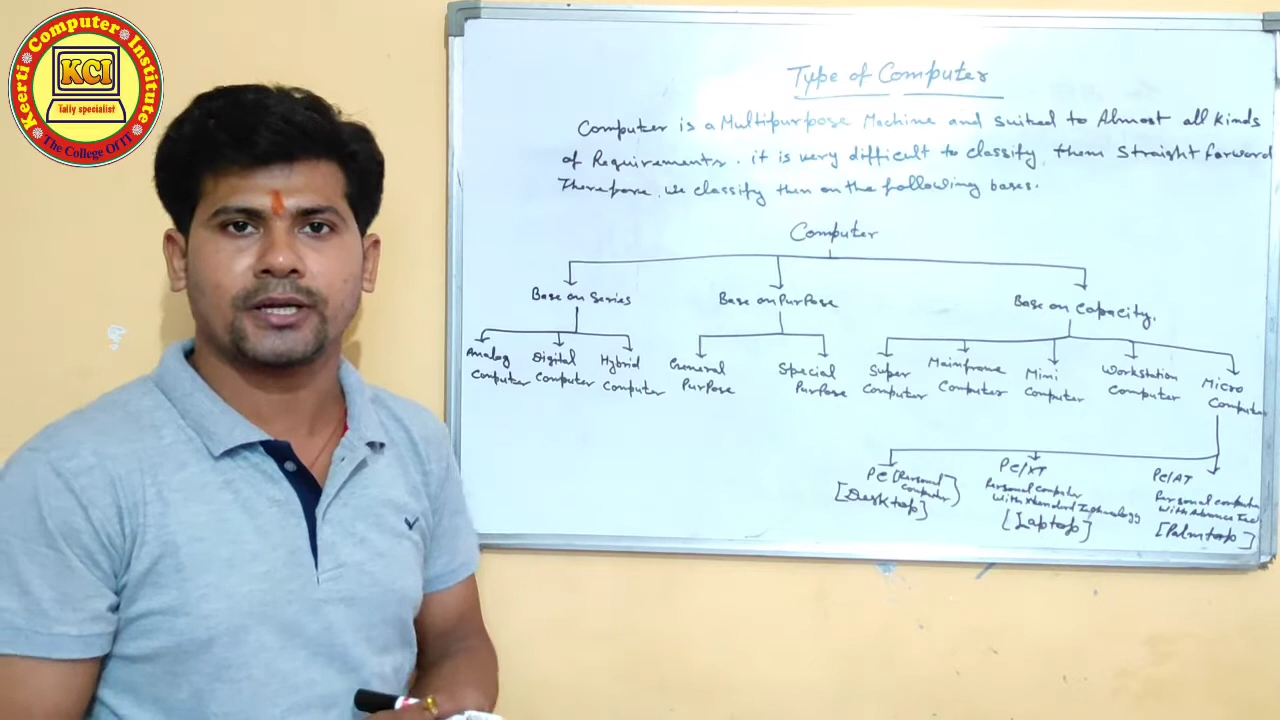 Keerti Computer Institute
KCI
Tally specialist
The College Of IT
Type of Computer
Computer is a Multipurpose Machine and suited to Almost all kinds
of Requirements. it is very difficult to classify them Straight forward
Therefore, we classify them on the following bases.
Computer
Base on Series
Base on Purpose
Base on Capacity.
Analog Computer
Digital Computer
Hybrid Computer
General Purpose
Special Purpose
Super Computer
Mainframe Computer
Mini Computer
Workstation Computer
Micro Computer
PC [Personal Computer]
[Desktop]
PC/XT
Personal computer
With Technology
[Laptop]
PC/AT
Personal computer
With Advance
[Palmtop]